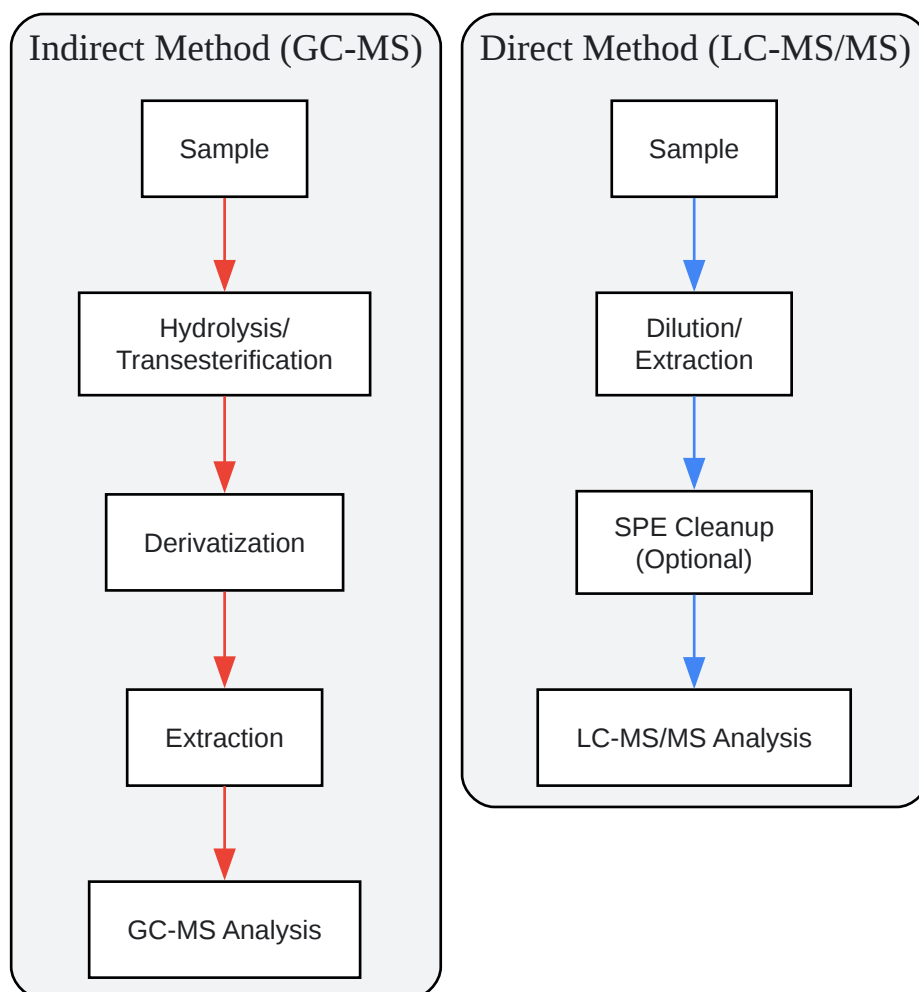 Indirect Method (GC-MS)
Sample
Hydrolysis/
Transesterification
Derivatization
Extraction
GC-MS Analysis
Direct Method (LC-MS/MS)
Sample
Dilution/
Extraction
SPE Cleanup
(Optional)
LC-MS/MS Analysis